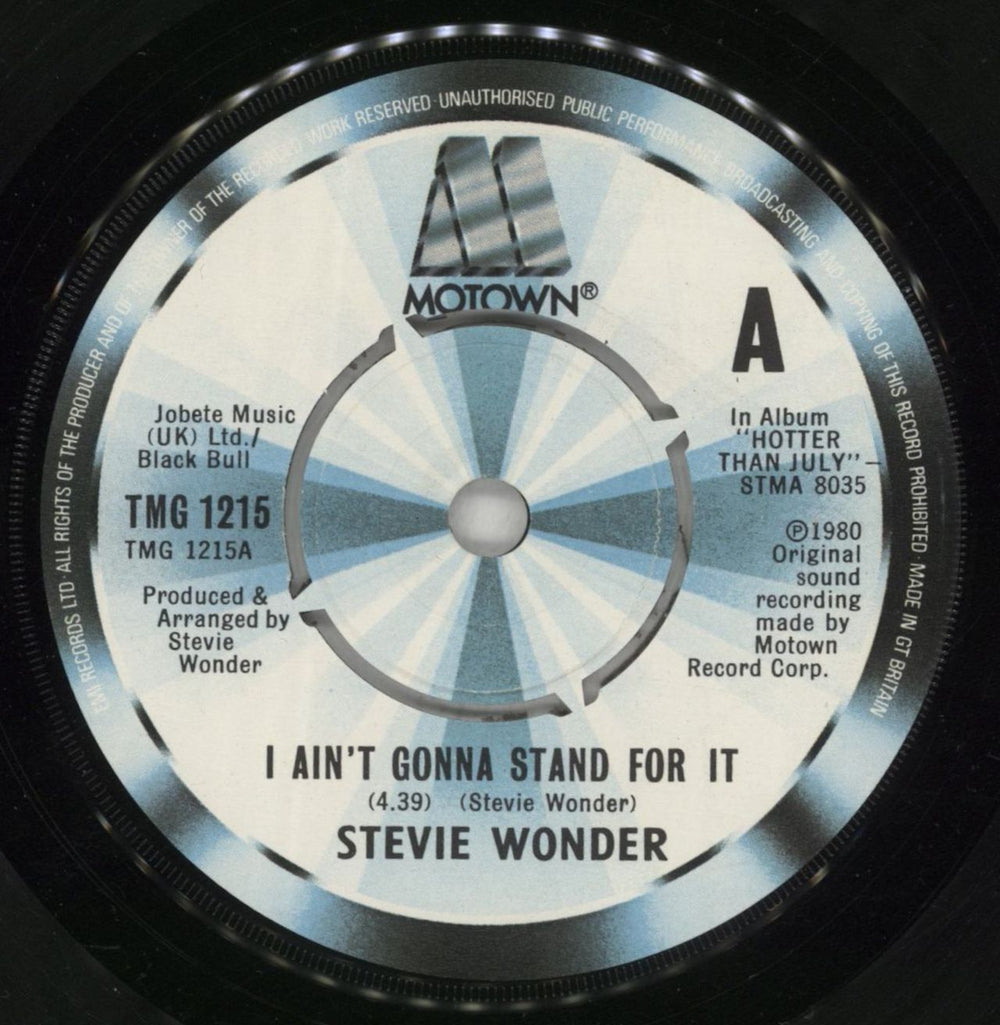 EMI RECORDS LTD·ALL RIGHTS OF THE PRODUCER AND OF THE OWNER OF THE RECORDED WORK RESERVED·UNAUTHORISED PUBLIC PERFORMANCE BROADCASTING AND COPYING OF THIS RECORD PROHIBITED MADE IN GT BRITAIN
MOTOWN®
A
Jobete Music
(UK) Ltd./
Black Bull
TMG 1215
TMG 1215A
Produced &
Arranged by
Stevie
Wonder
In Album
"HOTTER
THAN JULY"–
STMA 8035
℗1980
Original
sound
recording
made by
Motown
Record Corp.
I AIN'T GONNA STAND FOR IT
(4.39) (Stevie Wonder)
STEVIE WONDER